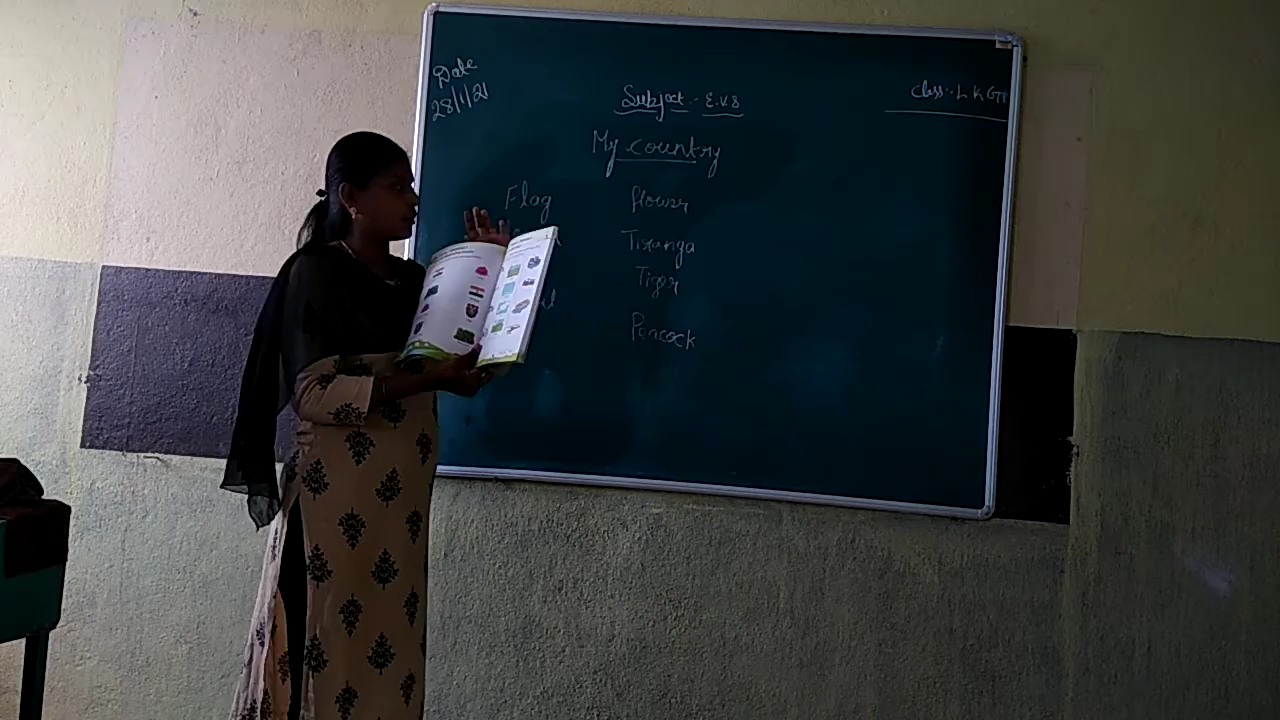 Date
28/1/21
Subject :- E.V.S
Class:- L K G
My country
Flag flower
Tiranga
Tiger
Peacock